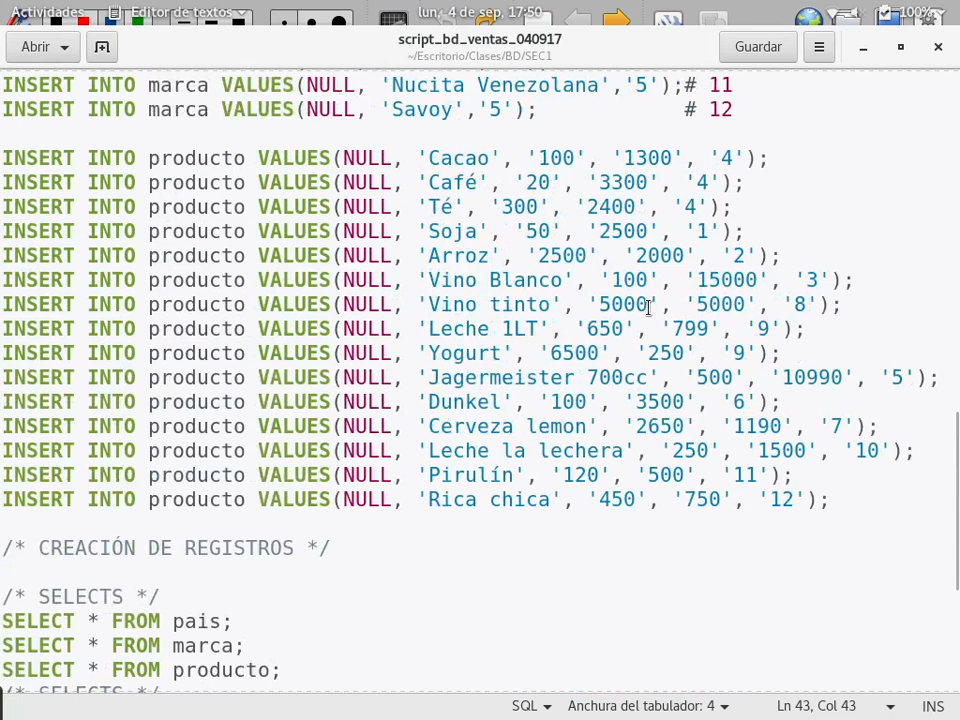 Actividades Editor de textos lun, 4 de sep, 17:50 100%
Abrir script_bd_ventas_040917 Guardar
~/Escritorio/Clases/BD/SEC1
INSERT INTO marca VALUES(NULL, 'Nucita Venezolana','5');# 11
INSERT INTO marca VALUES(NULL, 'Savoy','5'); # 12
INSERT INTO producto VALUES(NULL, 'Cacao', '100', '1300', '4');
INSERT INTO producto VALUES(NULL, 'Café', '20', '3300', '4');
INSERT INTO producto VALUES(NULL, 'Té', '300', '2400', '4');
INSERT INTO producto VALUES(NULL, 'Soja', '50', '2500', '1');
INSERT INTO producto VALUES(NULL, 'Arroz', '2500', '2000', '2');
INSERT INTO producto VALUES(NULL, 'Vino Blanco', '100', '15000', '3');
INSERT INTO producto VALUES(NULL, 'Vino tinto', '5000', '5000', '8');
INSERT INTO producto VALUES(NULL, 'Leche 1LT', '650', '799', '9');
INSERT INTO producto VALUES(NULL, 'Yogurt', '6500', '250', '9');
INSERT INTO producto VALUES(NULL, 'Jagermeister 700cc', '500', '10990', '5');
INSERT INTO producto VALUES(NULL, 'Dunkel', '100', '3500', '6');
INSERT INTO producto VALUES(NULL, 'Cerveza lemon', '2650', '1190', '7');
INSERT INTO producto VALUES(NULL, 'Leche la lechera', '250', '1500', '10');
INSERT INTO producto VALUES(NULL, 'Pirulín', '120', '500', '11');
INSERT INTO producto VALUES(NULL, 'Rica chica', '450', '750', '12');
/* CREACIÓN DE REGISTROS */
/* SELECTS */
SELECT * FROM pais;
SELECT * FROM marca;
SELECT * FROM producto;
/* SELECTS */
SQL Anchura del tabulador: 4 Ln 43, Col 43 INS